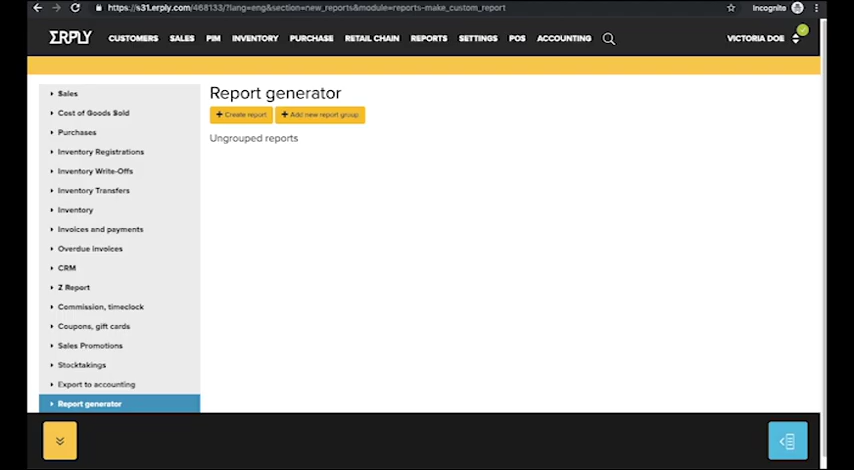 https://s31.erply.com/468133/?lang=eng&section=new_reports&module=reports-make_custom_report
Incognito
ERPLY CUSTOMERS SALES PIM INVENTORY PURCHASE RETAIL CHAIN REPORTS SETTINGS POS ACCOUNTING VICTORIA DOE
Sales
Cost of Goods Sold
Purchases
Inventory Registrations
Inventory Write-Offs
Inventory Transfers
Inventory
Invoices and payments
Overdue invoices
CRM
Z Report
Commission, timeclock
Coupons, gift cards
Sales Promotions
Stocktakings
Export to accounting
Report generator
Report generator
+ Create report + Add new report group
Ungrouped reports